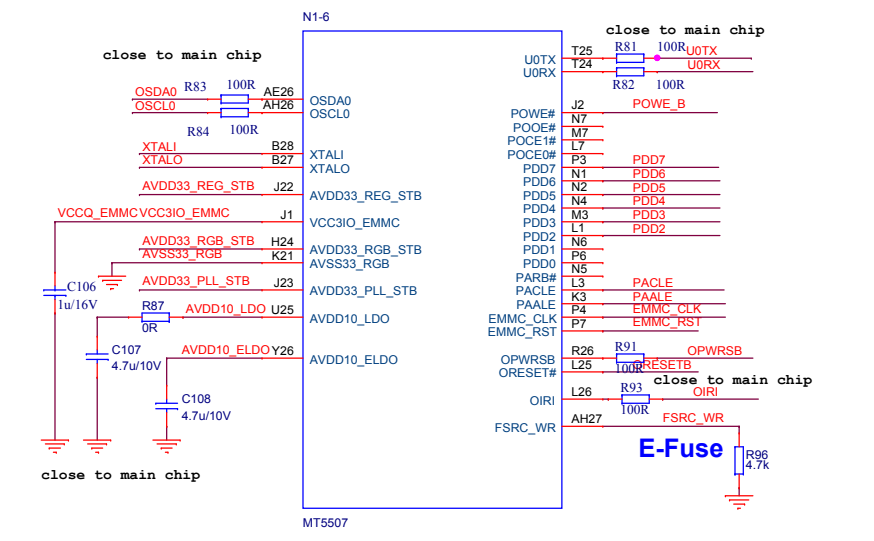 N1-6
close to main chip
close to main chip
R81 100R U0TX
T25
U0TX
T24
U0RX
U0RX
R82 100R
OSDA0 R83 100R AE26
OSDA0
OSCL0 AH26
OSCL0
R84 100R
J2 POWE_B
POWE#
N7
POOE#
M7
POCE1#
L7
POCE0#
XTALI B28
XTALI
XTALO B27
XTALO
P3 PDD7
PDD7
N1 PDD6
PDD6
N2 PDD5
PDD5
N4 PDD4
PDD4
M3 PDD3
PDD3
L1 PDD2
PDD2
N6
PDD1
P6
PDD0
N5
PARB#
AVDD33_REG_STB J22
AVDD33_REG_STB
VCCQ_EMMC VCC3IO_EMMC J1
VCC3IO_EMMC
AVDD33_RGB_STB H24
AVDD33_RGB_STB
AVSS33_RGB K21
AVSS33_RGB
AVDD33_PLL_STB J23
AVDD33_PLL_STB
C106
1u/16V
L3 PACLE
PACLE
K3 PAALE
PAALE
P4 EMMC_CLK
EMMC_CLK
P7 EMMC_RST
EMMC_RST
R87 AVDD10_LDO U25
0R
AVDD10_LDO
C107
4.7u/10V
AVDD10_ELDO Y26
AVDD10_ELDO
R26 R91 OPWRSB
OPWRSB
100R
L25 ORESETB
ORESET#
close to main chip
L26 R93 OIRI
OIRI
100R
C108
4.7u/10V
AH27 FSRC_WR
FSRC_WR
E-Fuse
R96
4.7k
close to main chip
MT5507